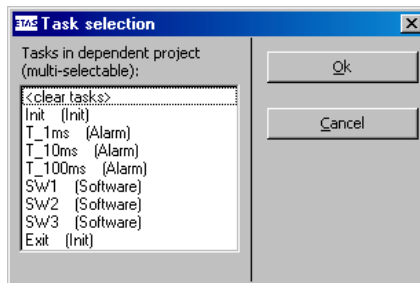 ETAS Task selection
Tasks in dependent project
(multi-selectable):
<clear tasks>
Init (Init)
T_1ms (Alarm)
T_10ms (Alarm)
T_100ms (Alarm)
SW1 (Software)
SW2 (Software)
SW3 (Software)
Exit (Init)
Ok
Cancel